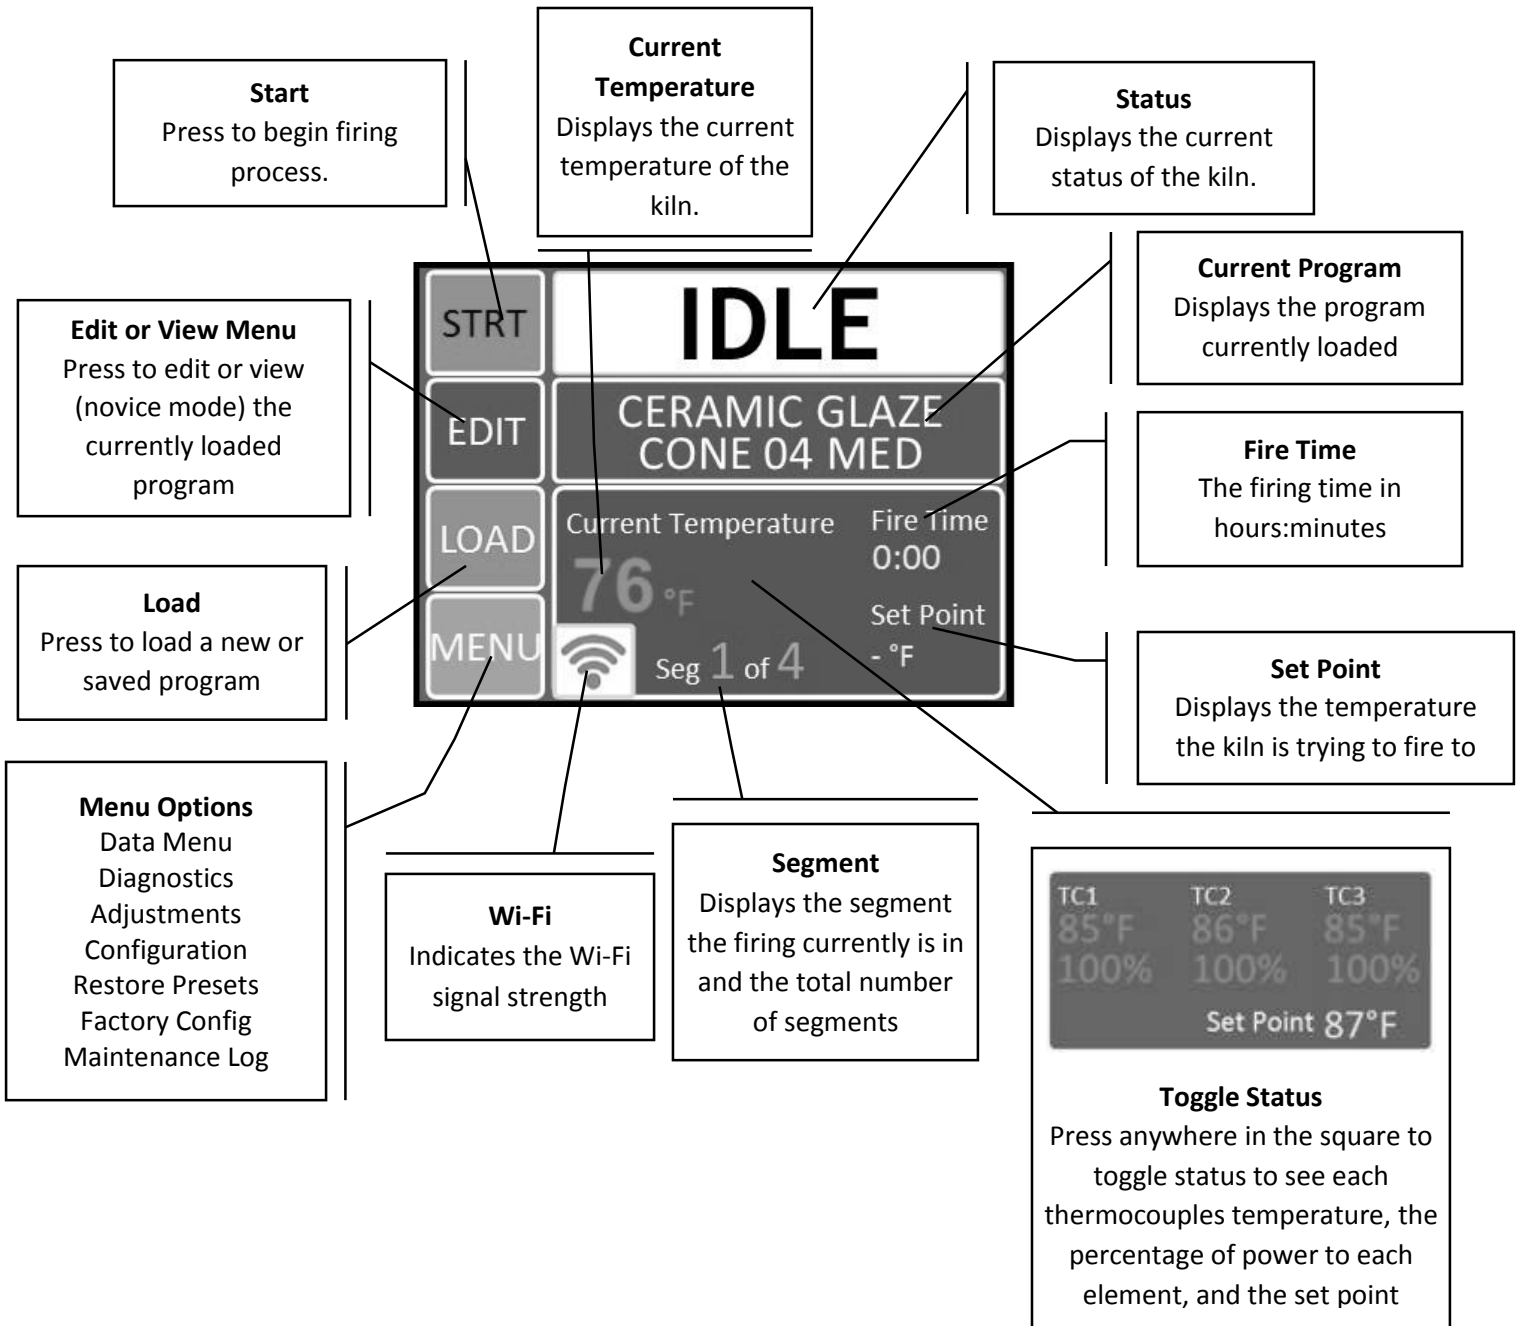 Current
Temperature
Displays the current
temperature of the
kiln.
Start
Press to begin firing
process.
Status
Displays the current
status of the kiln.
Current Program
Displays the program
currently loaded
Edit or View Menu
Press to edit or view
(novice mode) the
currently loaded
program
STRT
IDLE
EDIT
CERAMIC GLAZE
CONE 04 MED
LOAD
Current Temperature
76 °F
Fire Time
0:00
Set Point
- °F
MENU
Seg 1 of 4
Fire Time
The firing time in
hours:minutes
Load
Press to load a new or
saved program
Set Point
Displays the temperature
the kiln is trying to fire to
Menu Options
Data Menu
Diagnostics
Adjustments
Configuration
Restore Presets
Factory Config
Maintenance Log
Wi-Fi
Indicates the Wi-Fi
signal strength
Segment
Displays the segment
the firing currently is in
and the total number
of segments
TC1 TC2 TC3
85°F 86°F 85°F
100% 100% 100%
Set Point 87°F
Toggle Status
Press anywhere in the square to
toggle status to see each
thermocouples temperature, the
percentage of power to each
element, and the set point